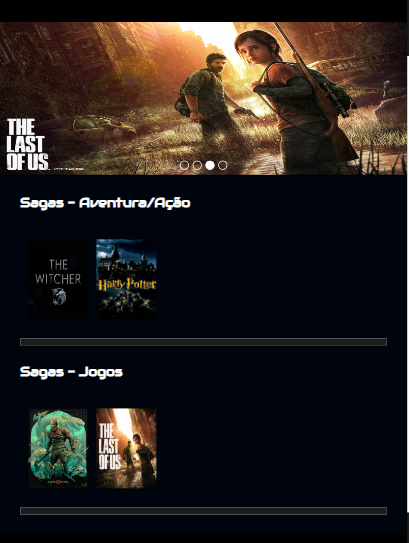 THE
LAST
OF US
Sagas - Aventura/Ação
THE
WITCHER
Harry Potter
Sagas - Jogos
THE
LAST
OF US